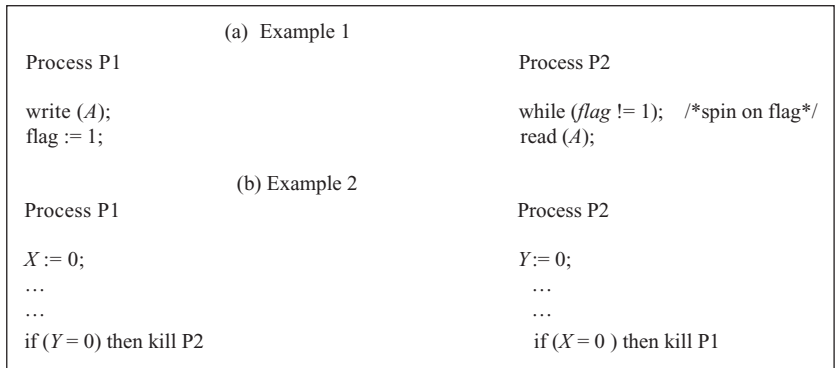 (a) Example 1
Process P1 Process P2
write (A); while (flag != 1); /*spin on flag*/
flag := 1; read (A);
(b) Example 2
Process P1 Process P2
X := 0; Y:= 0;
… …
… …
if (Y = 0) then kill P2 if (X = 0 ) then kill P1